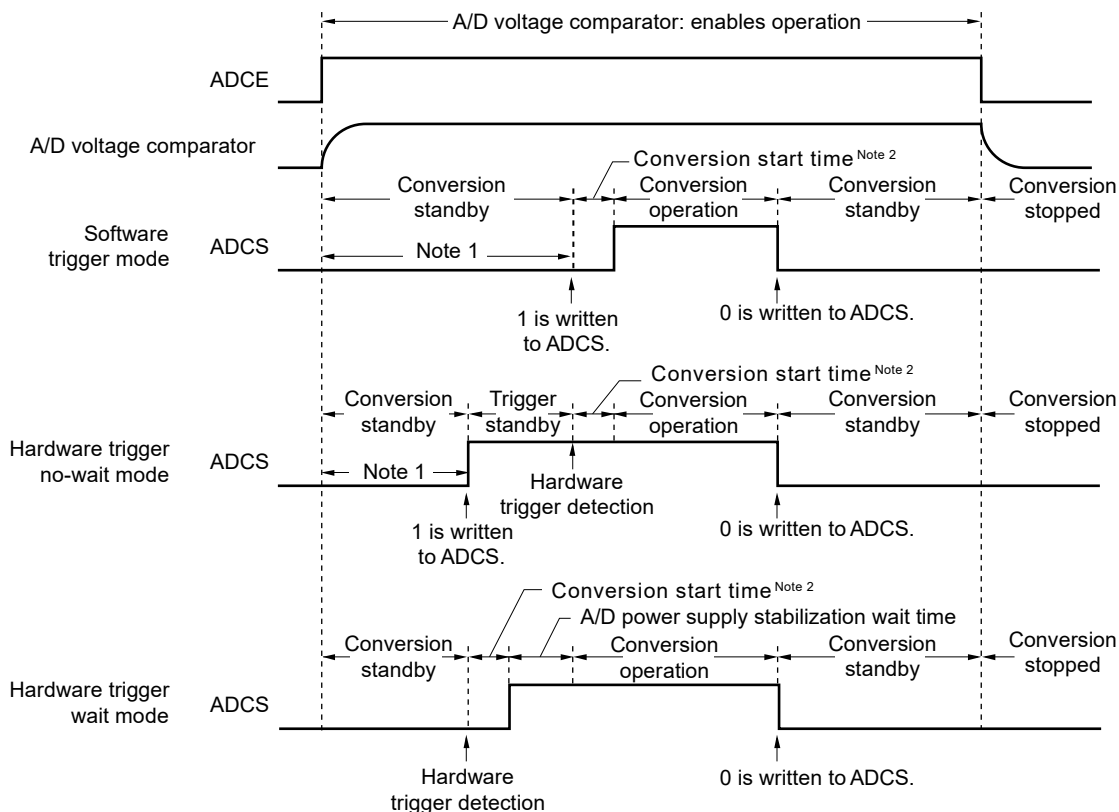 A/D voltage comparator: enables operation
ADCE
A/D voltage comparator
Conversion start time Note 2
Conversion
standby
Conversion
operation
Conversion
standby
Conversion
stopped
Software
trigger mode
ADCS
Note 1
1 is written
to ADCS.
0 is written to ADCS.
Conversion start time Note 2
Conversion
standby
Trigger
standby
Conversion
operation
Conversion
standby
Conversion
stopped
Hardware trigger
no-wait mode
ADCS
Note 1
Hardware
trigger detection
1 is written
to ADCS.
0 is written to ADCS.
Conversion start time Note 2
A/D power supply stabilization wait time
Conversion
standby
Conversion
operation
Conversion
standby
Conversion
stopped
Hardware trigger
wait mode
ADCS
Hardware
trigger detection
0 is written to ADCS.